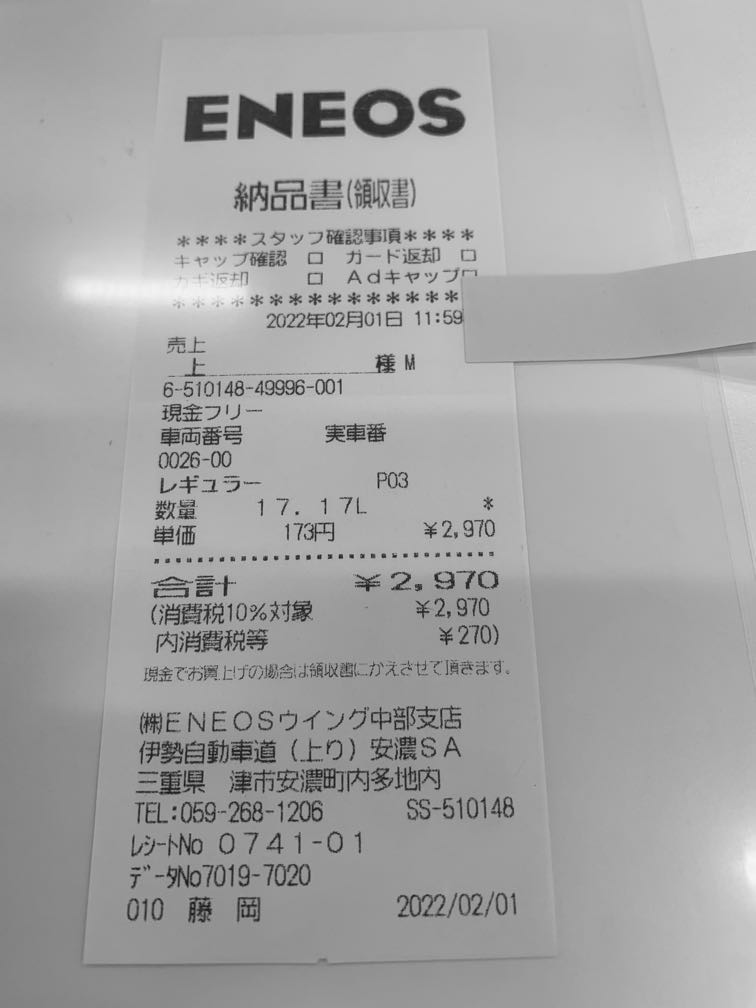 ENEOS
納品書(領収書)
****スタッフ確認事項****
キャップ確認 □ カード返却 □
カギ返却 □ Adキャップ□
***************
2022年02月01日 11:59
売上
上 様 M
6-510148-49996-001
現金フリー
車両番号 実車番
0026-00
レギュラー P03
数量 17.17L *
単価 173円 ¥2,970
合計 ¥2,970
(消費税10%対象 ¥2,970
内消費税等 ¥270)
現金でお買上げの場合は領収書にかえさせて頂きます。
㈱ENEOSウイング中部支店
伊勢自動車道(上り)安濃SA
三重県 津市安濃町内多地内
TEL:059-268-1206 SS-510148
レシートNo 0741-01
データNo7019-7020
010 藤岡 2022/02/01